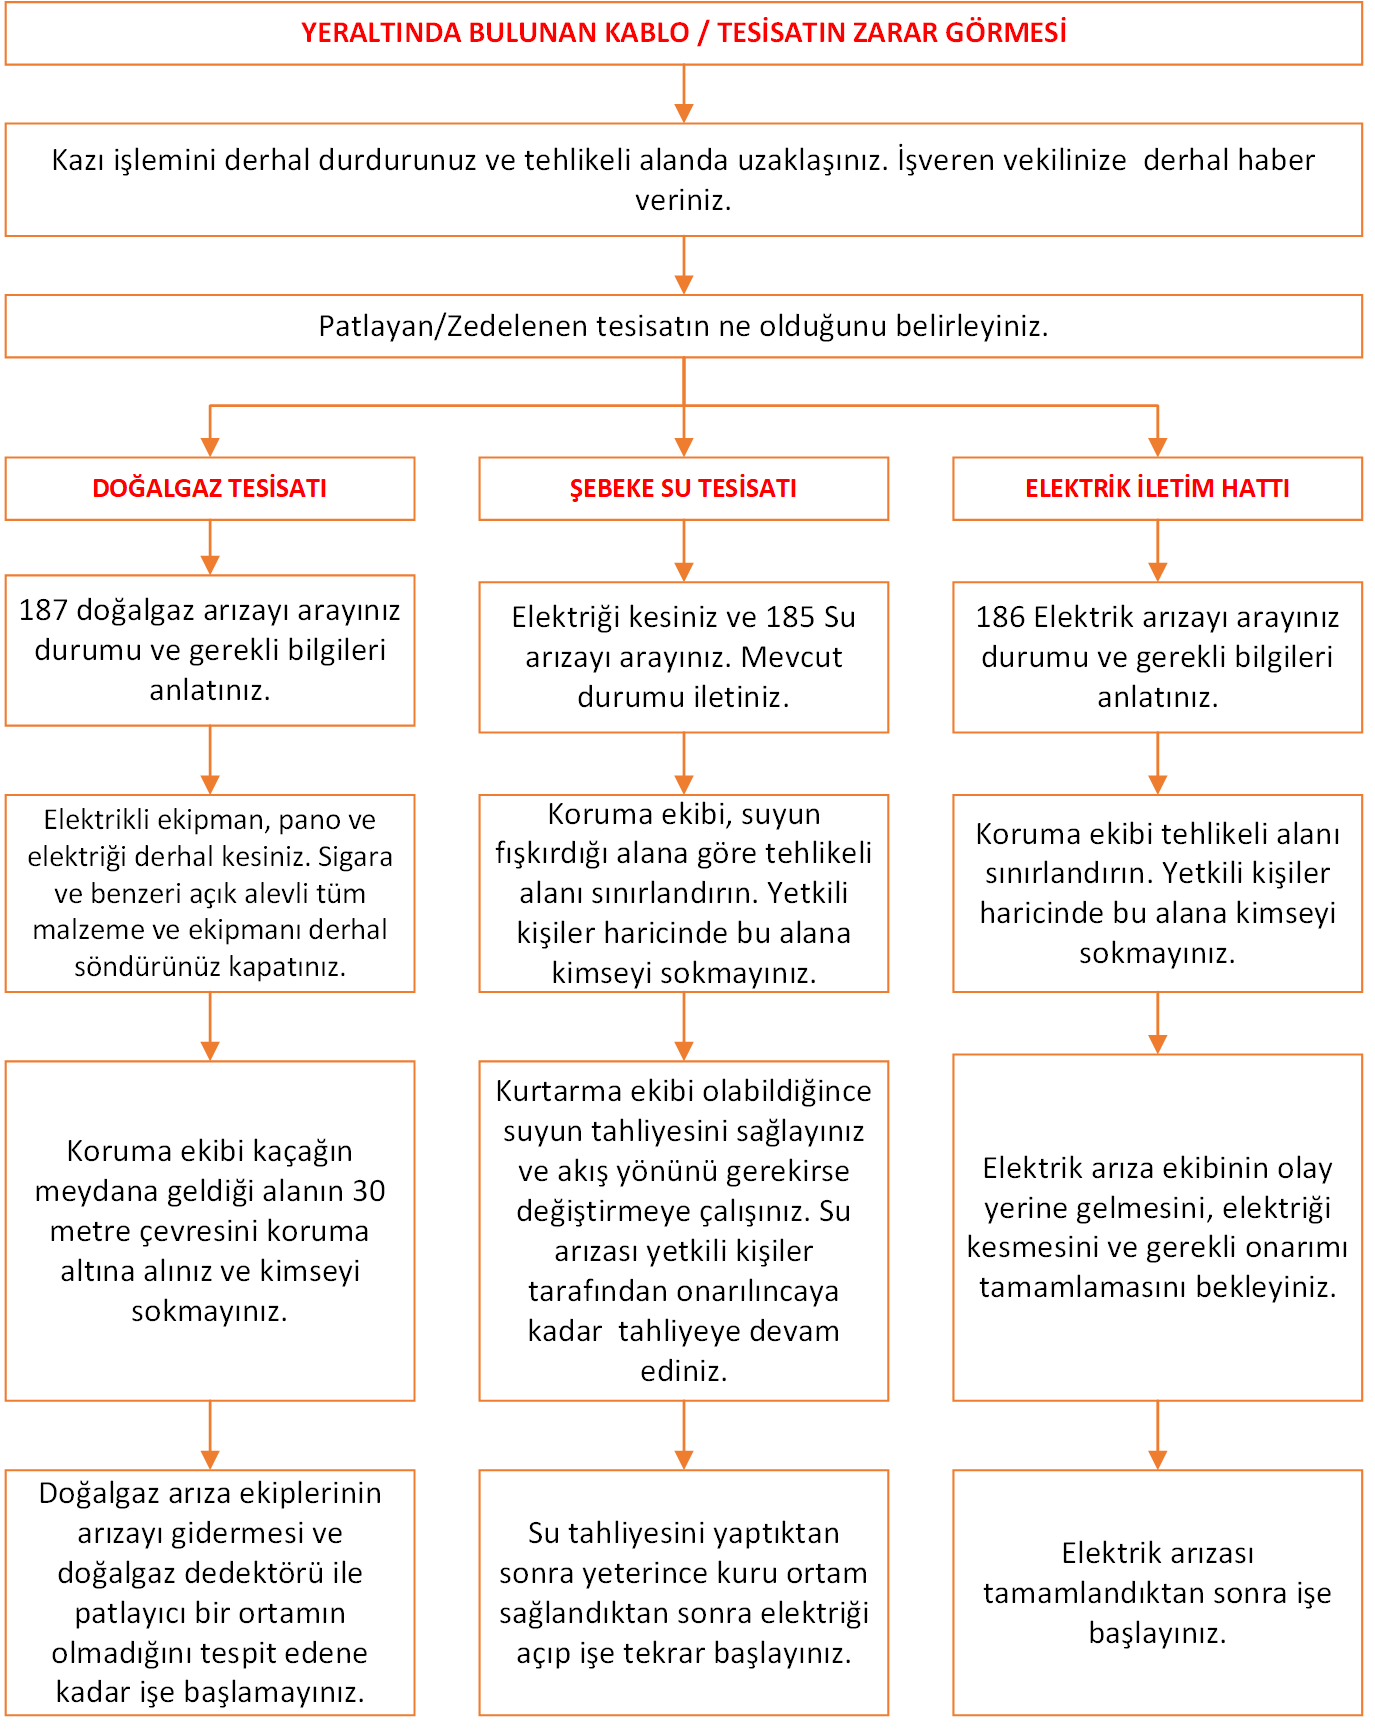 YERALTINDA BULUNAN KABLO / TESİSATIN ZARAR GÖRMESİ
Kazı işlemini derhal durdurunuz ve tehlikeli alanda uzaklaşınız. İşveren vekilinize  derhal haber
veriniz.
Patlayan/Zedelenen tesisatın ne olduğunu belirleyiniz.
DOĞALGAZ TESİSATI
187 doğalgaz arızayı arayınız
durumu ve gerekli bilgileri
anlatınız.
Elektrikli ekipman, pano ve
elektriği derhal kesiniz. Sigara
ve benzeri açık alevli tüm
malzeme ve ekipmanı derhal
söndürünüz kapatınız.
Koruma ekibi kaçağın
meydana geldiği alanın 30
metre çevresini koruma
altına alınız ve kimseyi
sokmayınız.
Doğalgaz arıza ekiplerinin
arızayı gidermesi ve
doğalgaz dedektörü ile
patlayıcı bir ortamın
olmadığını tespit edene
kadar işe başlamayınız.
ŞEBEKE SU TESİSATI
Elektriği kesiniz ve 185 Su
arızayı arayınız. Mevcut
durumu iletiniz.
Koruma ekibi, suyun
fışkırdığı alana göre tehlikeli
alanı sınırlandırın. Yetkili
kişiler haricinde bu alana
kimseyi sokmayınız.
Kurtarma ekibi olabildiğince
suyun tahliyesini sağlayınız
ve akış yönünü gerekirse
değiştirmeye çalışınız. Su
arızası yetkili kişiler
tarafından onarılıncaya
kadar  tahliyeye devam
ediniz.
Su tahliyesini yaptıktan
sonra yeterince kuru ortam
sağlandıktan sonra elektriği
açıp işe tekrar başlayınız.
ELEKTRİK İLETİM HATTI
186 Elektrik arızayı arayınız
durumu ve gerekli bilgileri
anlatınız.
Koruma ekibi tehlikeli alanı
sınırlandırın. Yetkili kişiler
haricinde bu alana kimseyi
sokmayınız.
Elektrik arıza ekibinin olay
yerine gelmesini, elektriği
kesmesini ve gerekli onarımı
tamamlamasını bekleyiniz.
Elektrik arızası
tamamlandıktan sonra işe
başlayınız.